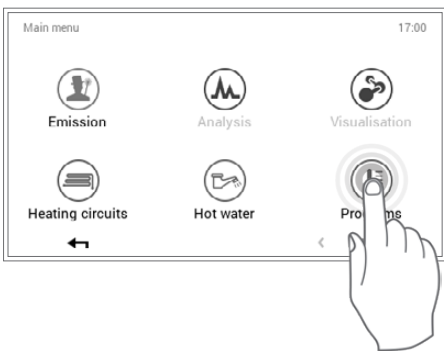 Main menu 17:00
Emission Analysis Visualisation
Heating circuits Hot water